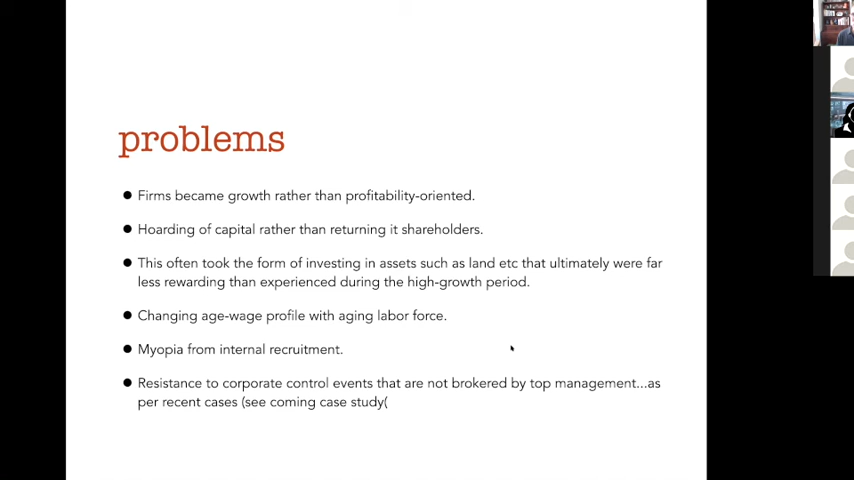 problems
● Firms became growth rather than profitability-oriented.
● Hoarding of capital rather than returning it shareholders.
● This often took the form of investing in assets such as land etc that ultimately were far
less rewarding than experienced during the high-growth period.
● Changing age-wage profile with aging labor force.
● Myopia from internal recruitment.
● Resistance to corporate control events that are not brokered by top management...as
per recent cases (see coming case study(